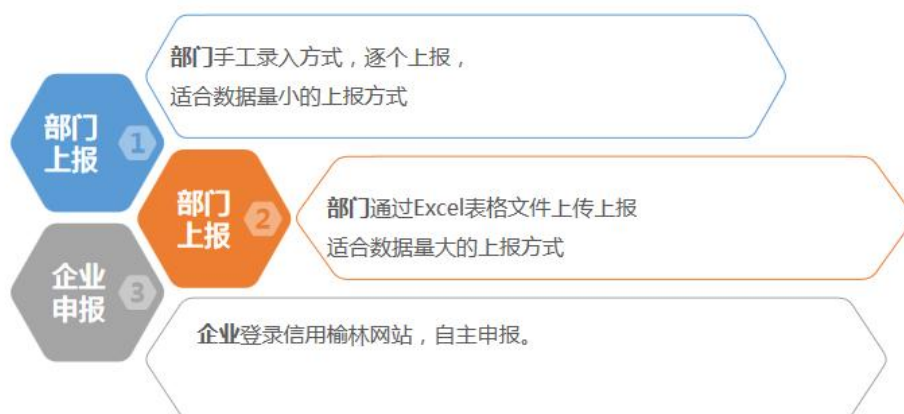 部门手工录入方式，逐个上报，
适合数据量小的上报方式
部门
上报
1
部门
上报
2
部门通过Excel表格文件上传上报
适合数据量大的上报方式
企业
申报
3
企业登录信用榆林网站，自主申报。